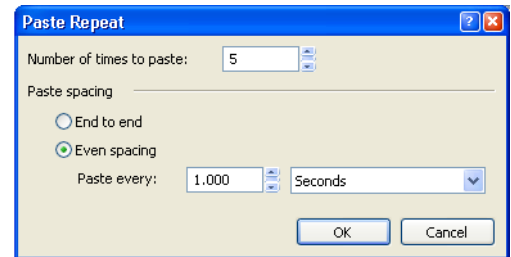 Paste Repeat
Number of times to paste: 5
Paste spacing
End to end
Even spacing
Paste every: 1.000 Seconds
OK Cancel